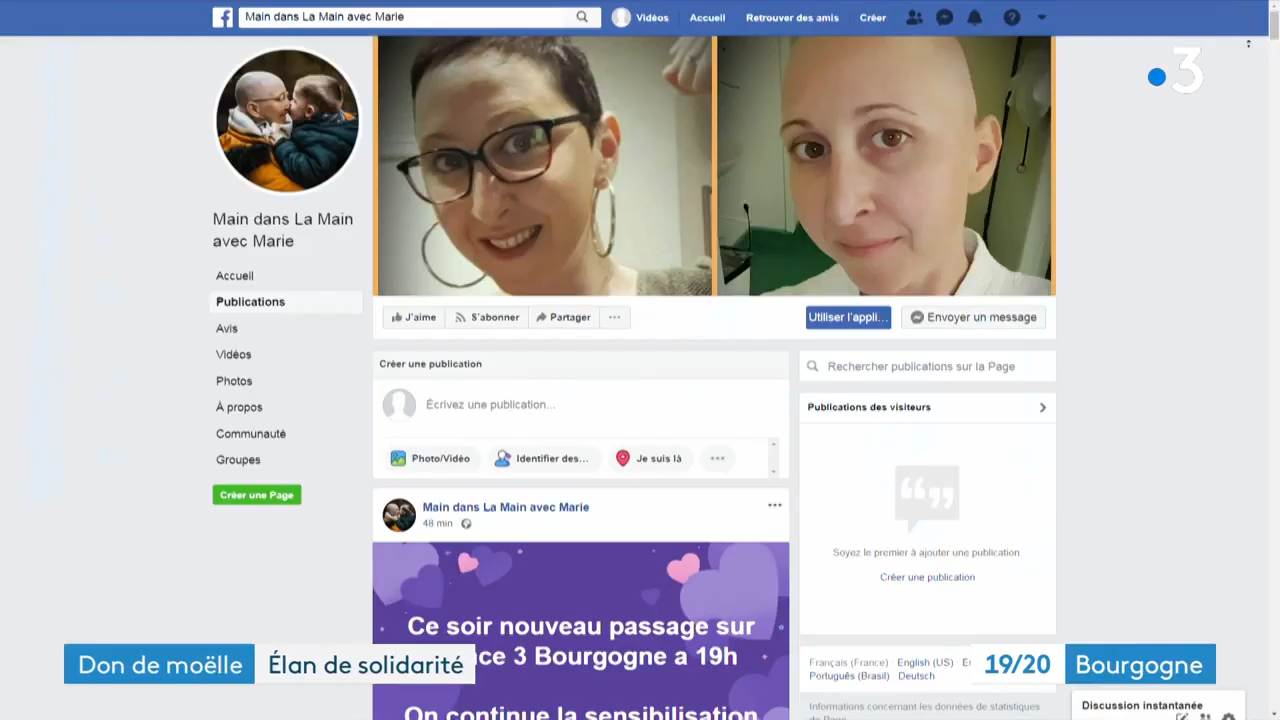 Main dans La Main avec Marie
Vidéos
Accueil
Retrouver des amis
Créer
3
Main dans La Main
avec Marie
Accueil
Publications
Avis
Vidéos
Photos
À propos
Communauté
Groupes
Créer une Page
J'aime
S'abonner
Partager
Utiliser l'appli...
Envoyer un message
Créer une publication
Écrivez une publication...
Photo/Vidéo
Identifier des...
Je suis là
Rechercher publications sur la Page
Publications des visiteurs
Soyez le premier à ajouter une publication
Créer une publication
Main dans La Main avec Marie
48 min
Ce soir nouveau passage sur
nce 3 Bourgogne a 19h
On continue la sensibilisation
Français (France) · English (US)
Português (Brasil) · Deutsch
Informations concernant les données de statistiques
de Page
Discussion instantanée
Don de moëlle
Élan de solidarité
19/20
Bourgogne